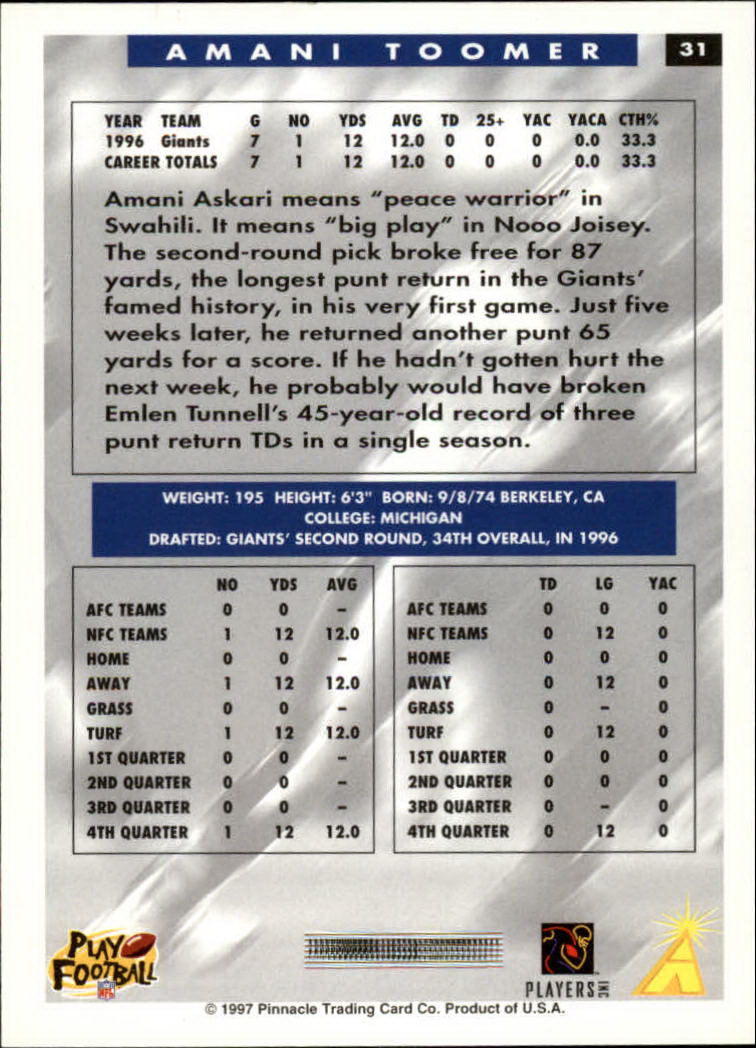 AMANI TOOMER
31
YEAR TEAM G NO YDS AVG TD 25+ YAC YACA CTH%
1996 Giants 7 1 12 12.0 0 0 0 0.0 33.3
CAREER TOTALS 7 1 12 12.0 0 0 0 0.0 33.3
Amani Askari means "peace warrior" in
Swahili. It means "big play" in Nooo Joisey.
The second-round pick broke free for 87
yards, the longest punt return in the Giants'
famed history, in his very first game. Just five
weeks later, he returned another punt 65
yards for a score. If he hadn't gotten hurt the
next week, he probably would have broken
Emlen Tunnell's 45-year-old record of three
punt return TDs in a single season.
WEIGHT: 195 HEIGHT: 6'3" BORN: 9/8/74 BERKELEY, CA
COLLEGE: MICHIGAN
DRAFTED: GIANTS' SECOND ROUND, 34TH OVERALL, IN 1996
NO YDS AVG
AFC TEAMS 0 0 –
NFC TEAMS 1 12 12.0
HOME 0 0 –
AWAY 1 12 12.0
GRASS 0 0 –
TURF 1 12 12.0
1ST QUARTER 0 0 –
2ND QUARTER 0 0 –
3RD QUARTER 0 0 –
4TH QUARTER 1 12 12.0
TD LG YAC
AFC TEAMS 0 0 0
NFC TEAMS 0 12 0
HOME 0 0 0
AWAY 0 12 0
GRASS 0 – 0
TURF 0 12 0
1ST QUARTER 0 0 0
2ND QUARTER 0 0 0
3RD QUARTER 0 – 0
4TH QUARTER 0 12 0
PLAY
FOOTBALL
NFL
PLAYERS INC
© 1997 Pinnacle Trading Card Co. Product of U.S.A.